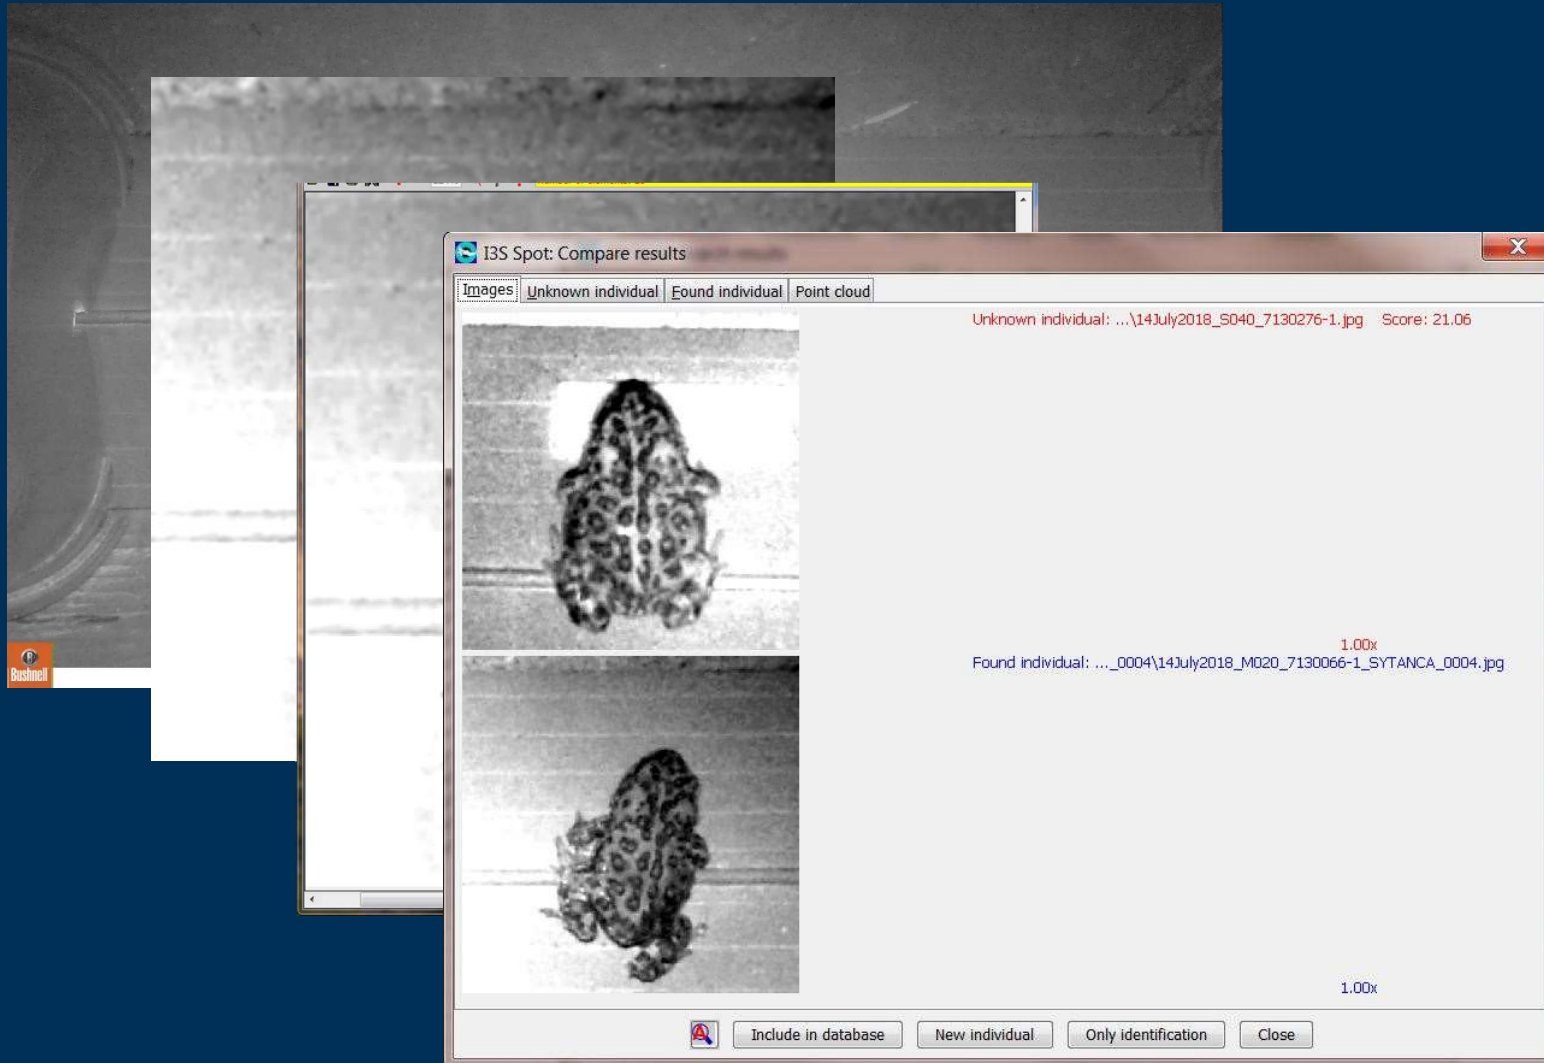 Bushnell
I3S Spot: Compare results
Images Unknown individual Found individual Point cloud
Unknown individual: ...\14July2018_S040_7130276-1.jpg Score: 21.06
1.00x
Found individual: ..._0004\14July2018_M020_7130066-1_SYTANCA_0004.jpg
1.00x
Include in database New individual Only identification Close